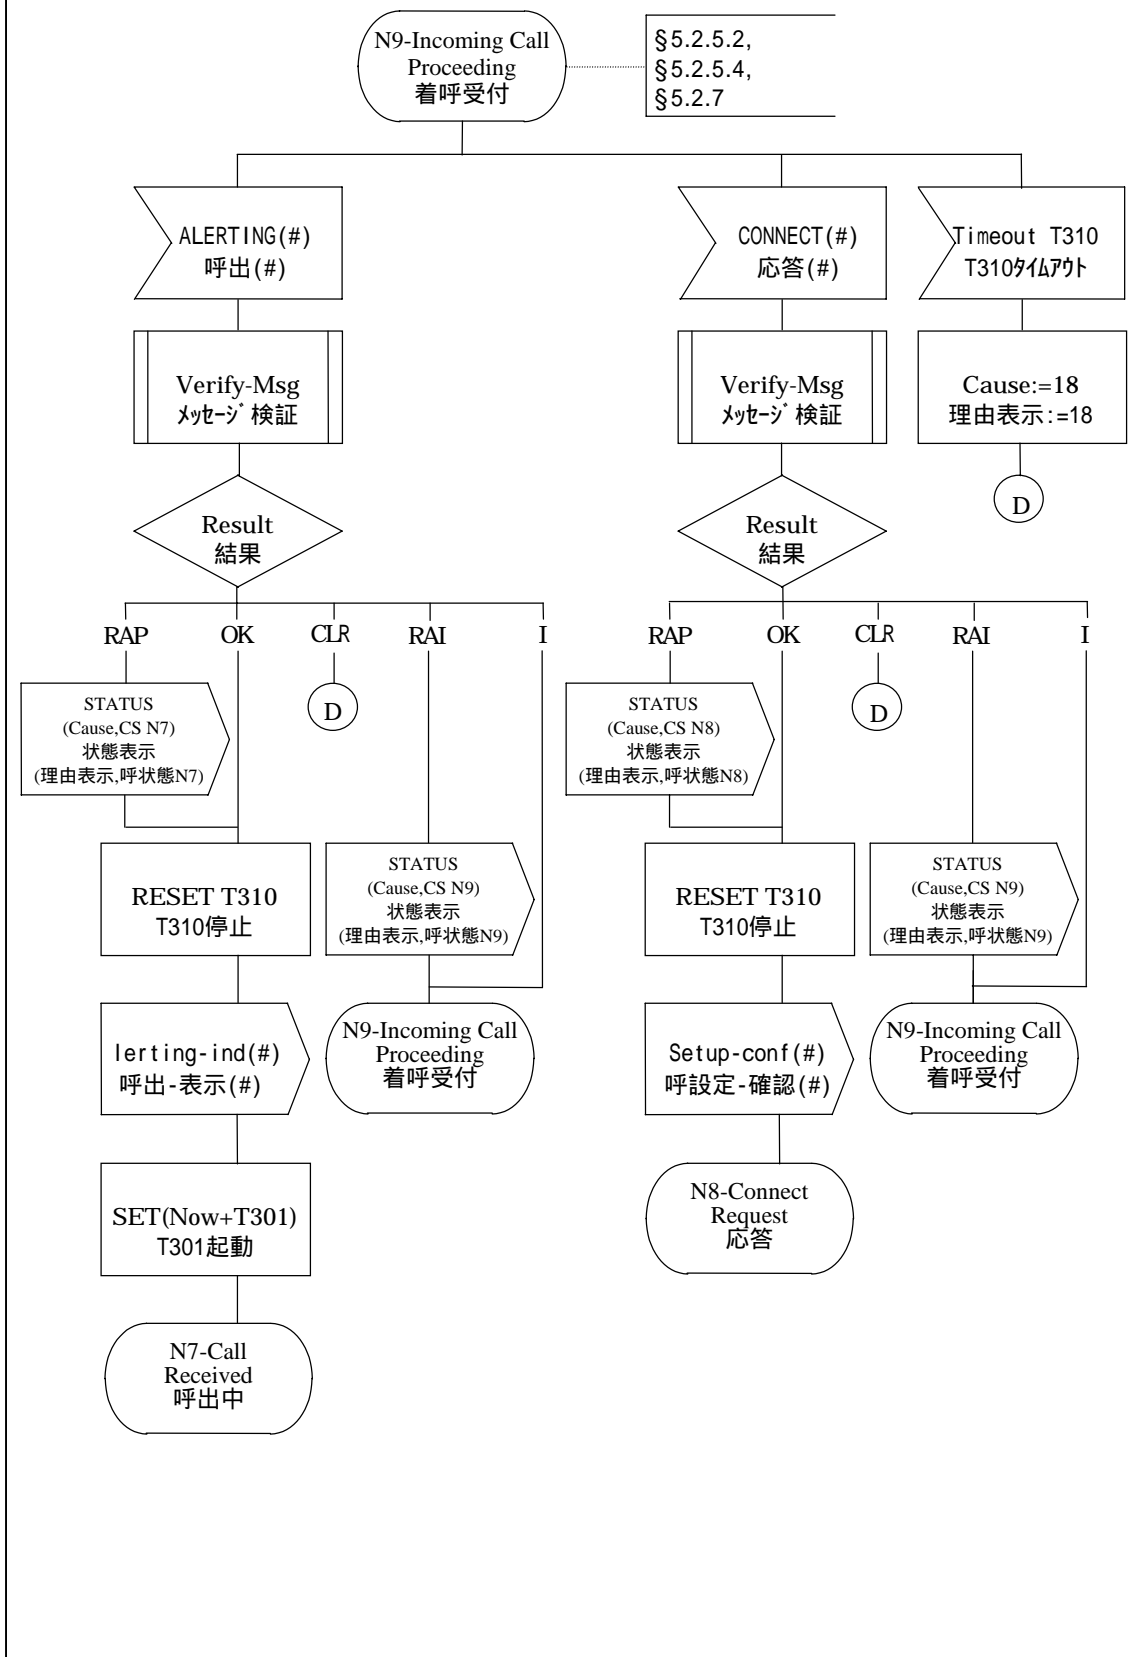 N9-Incoming Call
Proceeding
着呼受付
§5.2.5.2,
§5.2.5.4,
§5.2.7
ALERTING(#)
呼出(#)
CONNECT(#)
応答(#)
Timeout T310
T310ﾀｲﾑｱｳﾄ
Verify-Msg
ﾒｯｾｰｼﾞ検証
Verify-Msg
ﾒｯｾｰｼﾞ検証
Cause:=18
理由表示:=18
D
Result
結果
Result
結果
RAP OK CLR RAI I
RAP OK CLR RAI I
STATUS
(Cause,CS N7)
状態表示
(理由表示,呼状態N7)
D
STATUS
(Cause,CS N8)
状態表示
(理由表示,呼状態N8)
D
RESET T310
T310停止
STATUS
(Cause,CS N9)
状態表示
(理由表示,呼状態N9)
RESET T310
T310停止
STATUS
(Cause,CS N9)
状態表示
(理由表示,呼状態N9)
lerting-ind(#)
呼出-表示(#)
N9-Incoming Call
Proceeding
着呼受付
Setup-conf(#)
呼設定-確認(#)
N9-Incoming Call
Proceeding
着呼受付
SET(Now+T301)
T301起動
N8-Connect
Request
応答
N7-Call
Received
呼出中